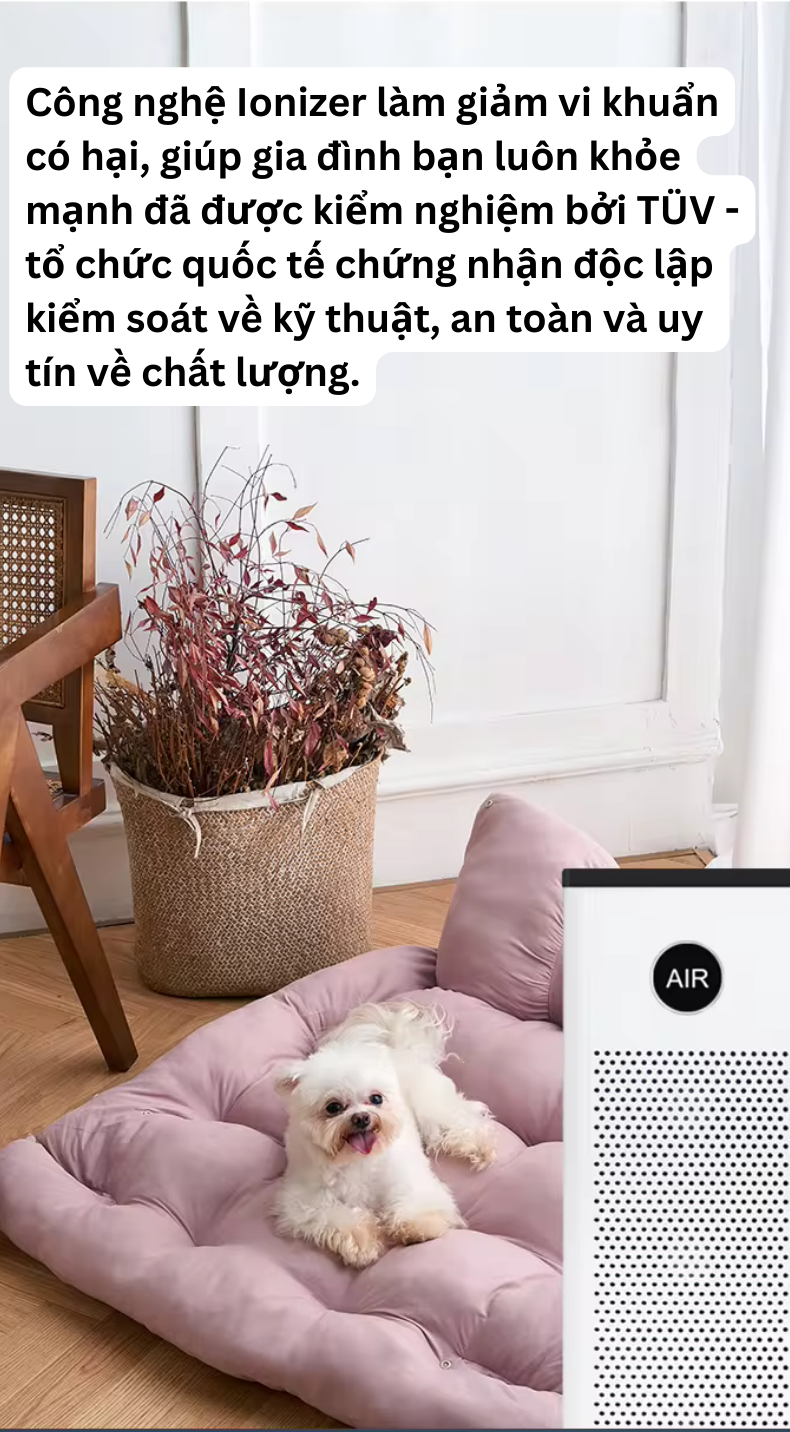 Công nghệ Ionizer làm giảm vi khuẩn
có hại, giúp gia đình bạn luôn khỏe
mạnh đã được kiểm nghiệm bởi TÜV -
tổ chức quốc tế chứng nhận độc lập
kiểm soát về kỹ thuật, an toàn và uy
tín về chất lượng.
AIR